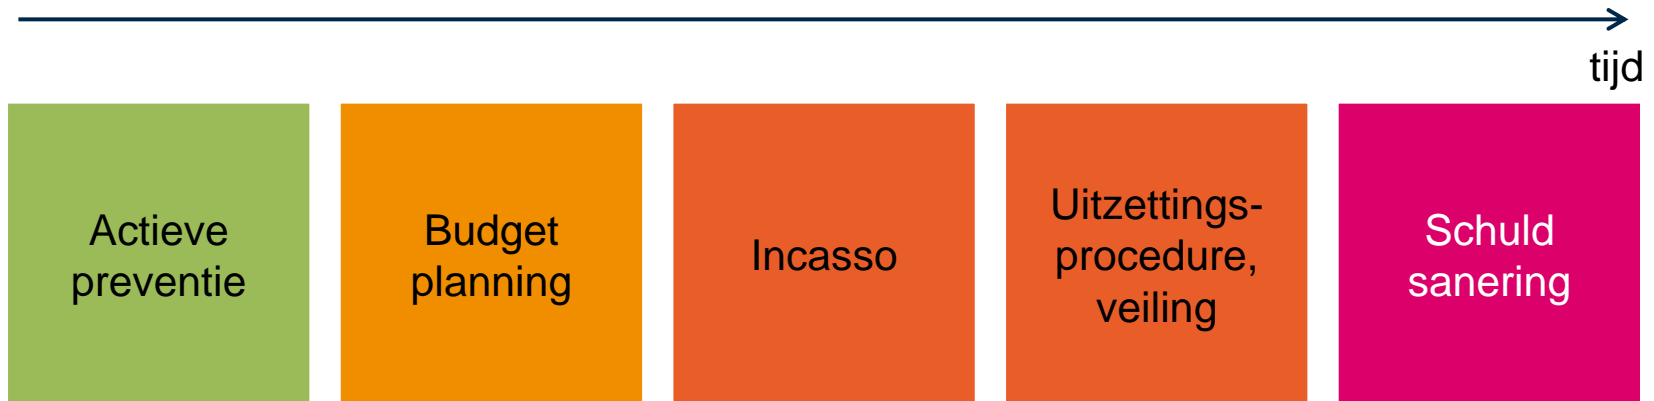 tijd
Actieve
preventie
Budget
planning
Incasso
Uitzettings-
procedure,
veiling
Schuld
sanering